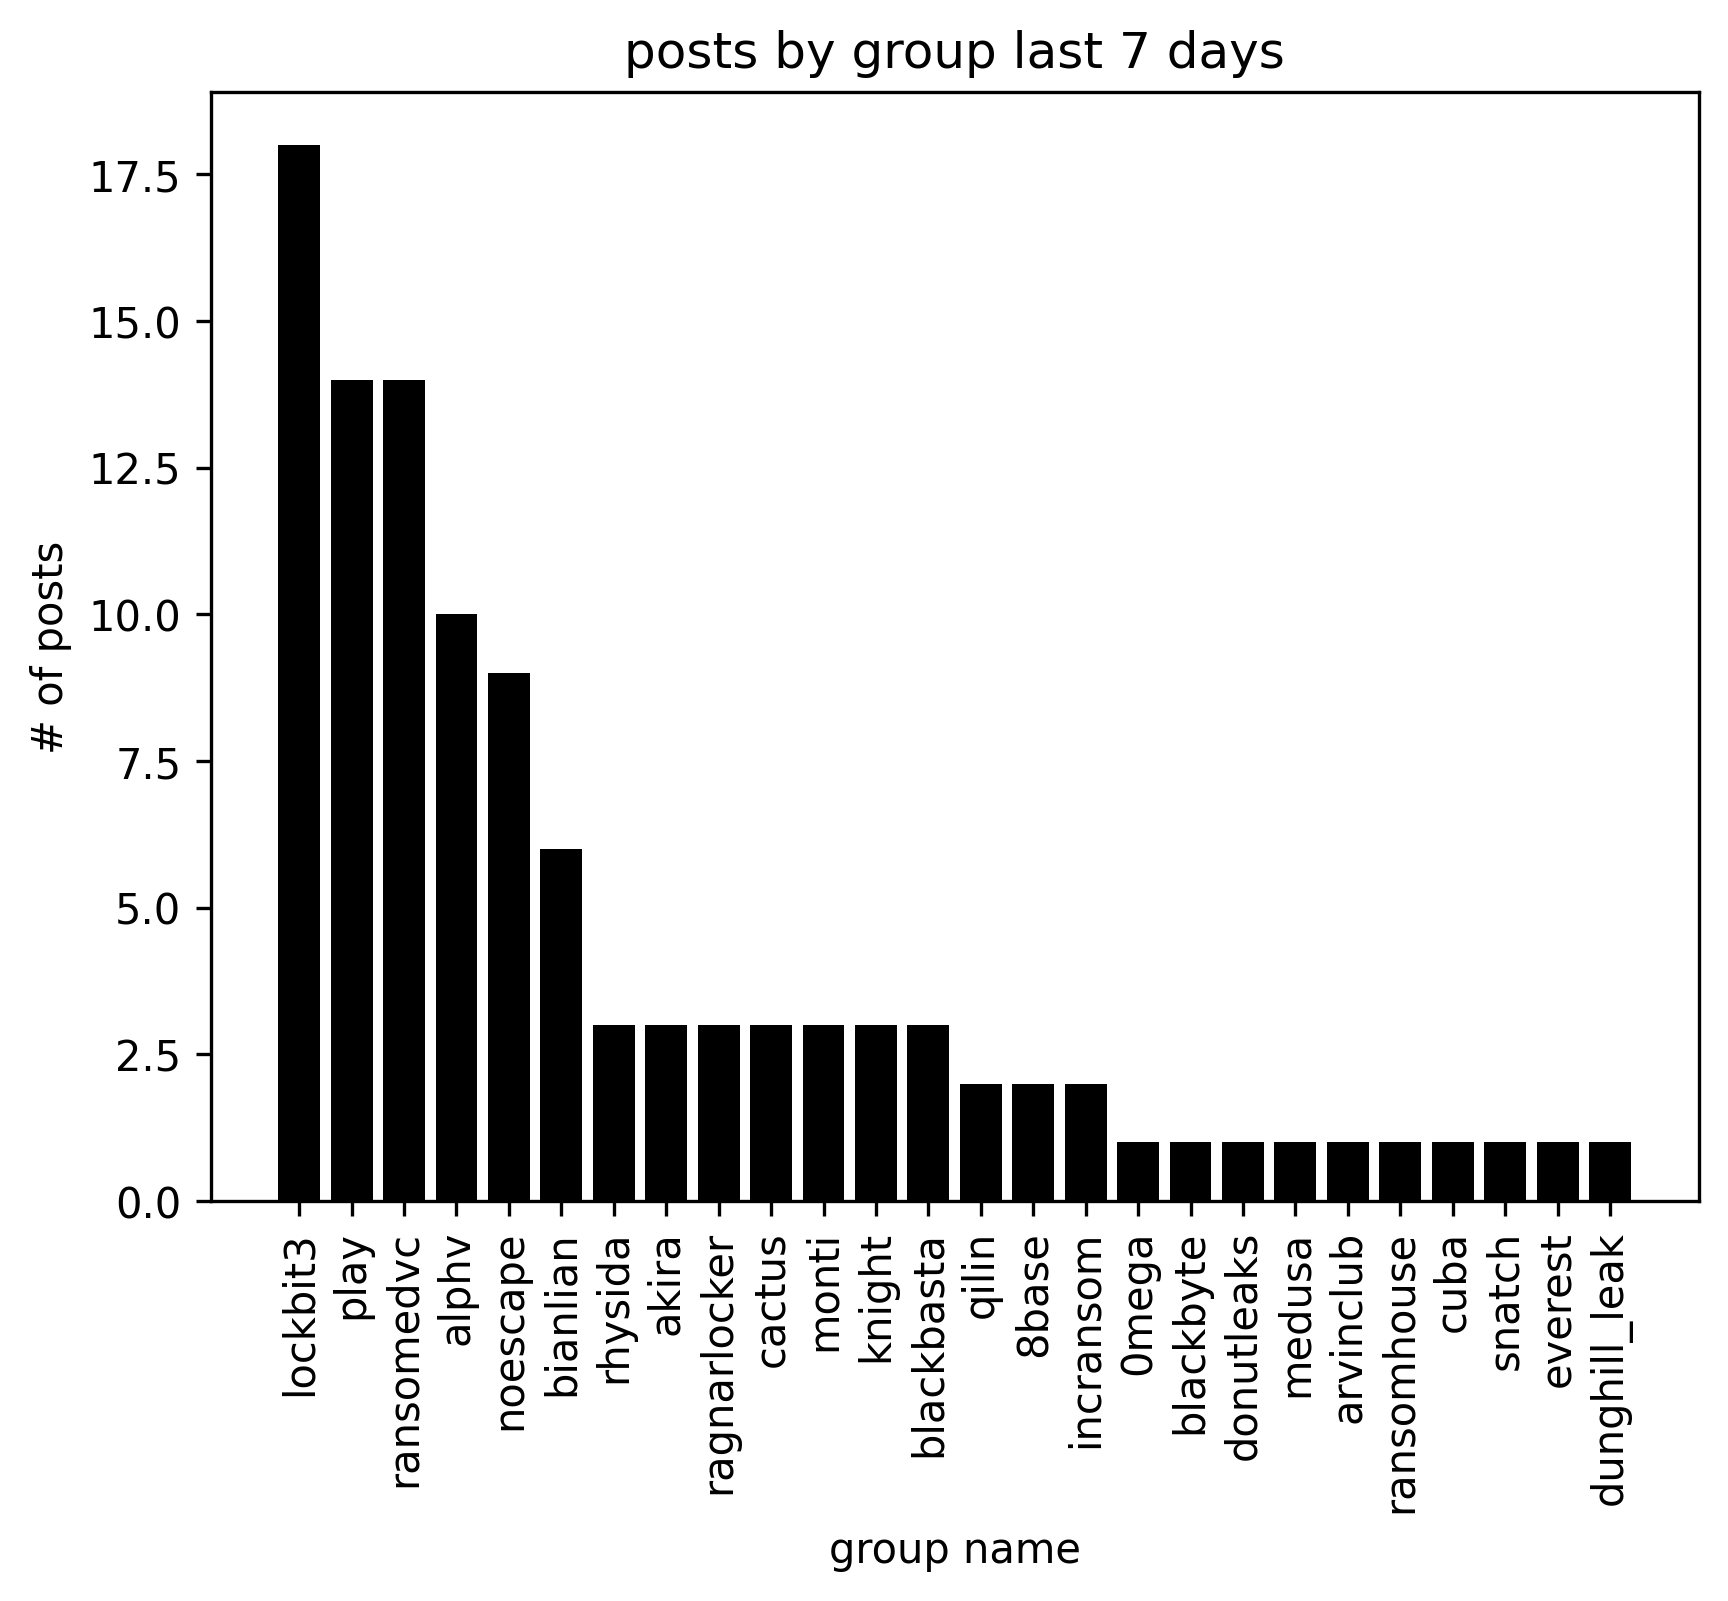 posts by group last 7 days
17.5
15.0
12.5
10.0
7.5
5.0
2.5
0.0
# of posts
lockbit3
play
ransomedvc
alphv
noescape
bianlian
rhysida
akira
ragnarlocker
cactus
monti
knight
blackbasta
qilin
8base
incransom
0mega
blackbyte
donutleaks
medusa
arvinclub
ransomhouse
cuba
snatch
everest
dunghill_leak
group name